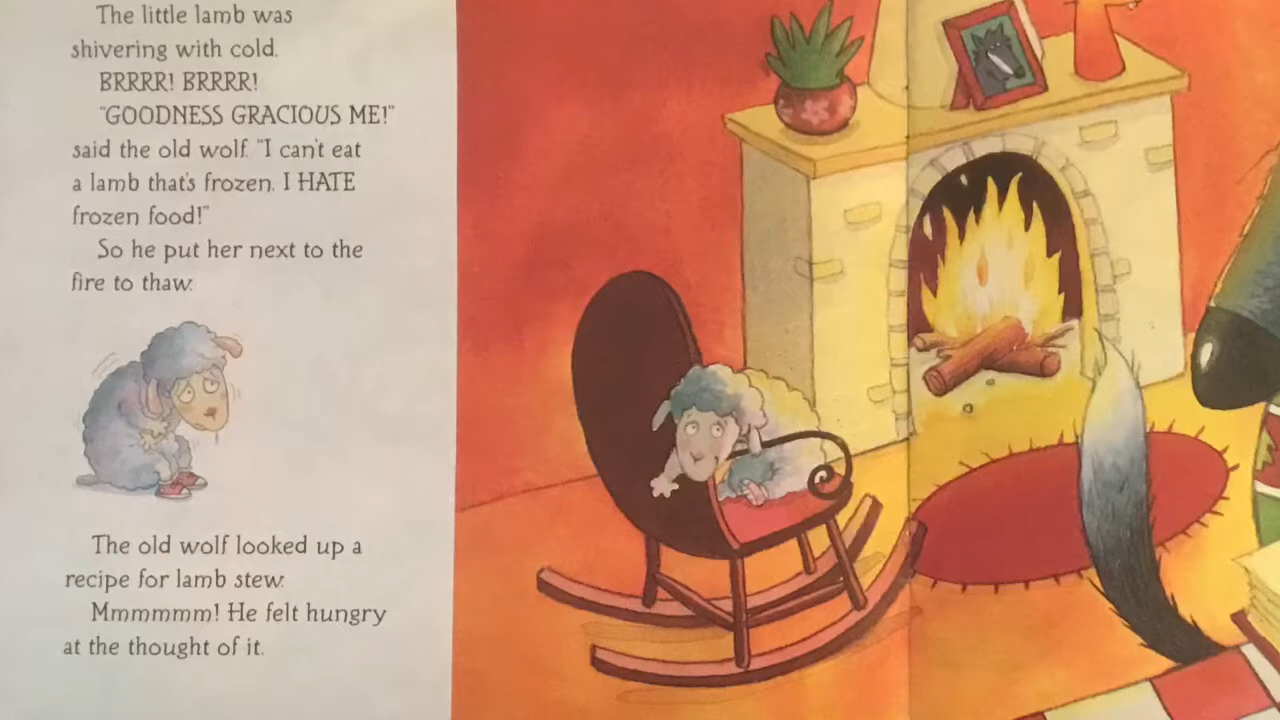 The little lamb was
shivering with cold.
BRRRR! BRRRR!
"GOODNESS GRACIOUS ME!"
said the old wolf. "I can't eat
a lamb that's frozen. I HATE
frozen food!"
So he put her next to the
fire to thaw.
The old wolf looked up a
recipe for lamb stew.
Mmmmmm! He felt hungry
at the thought of it.